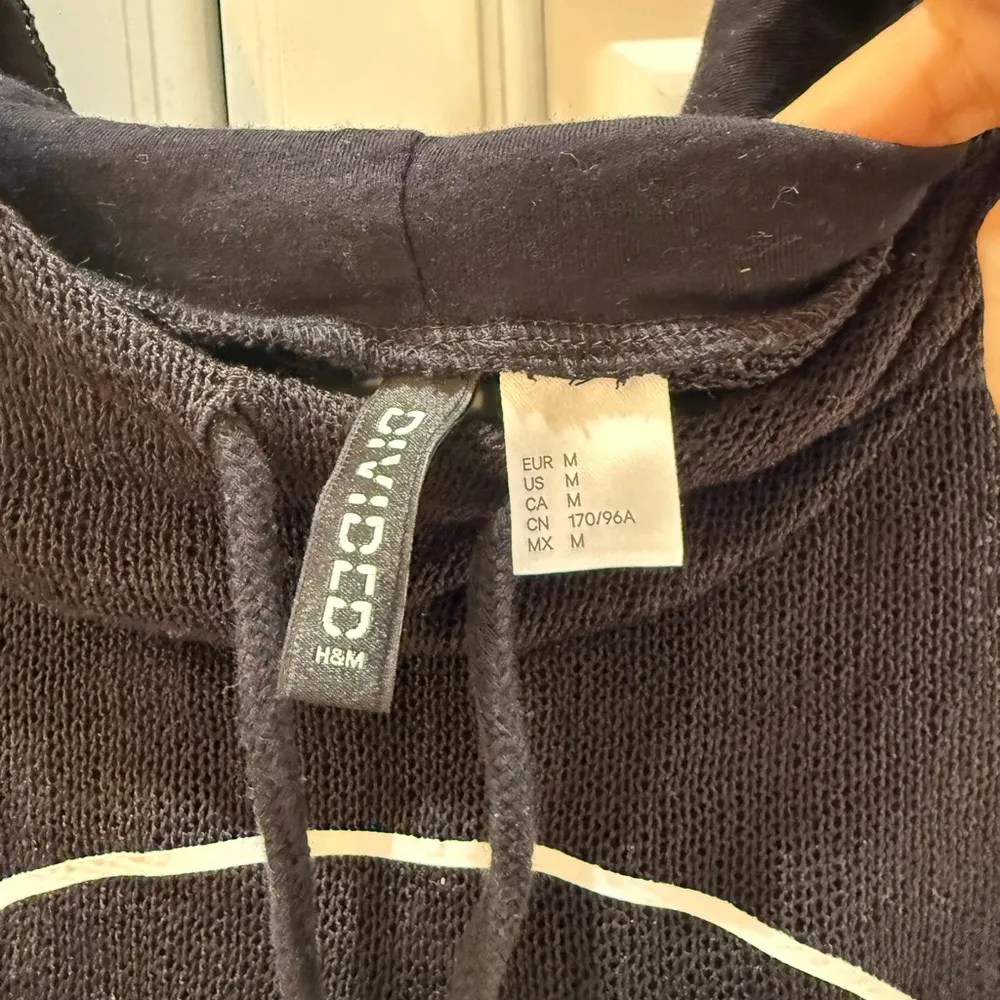 DIVIDED
H&M
EUR M
US M
CA M
CN 170/96A
MX M